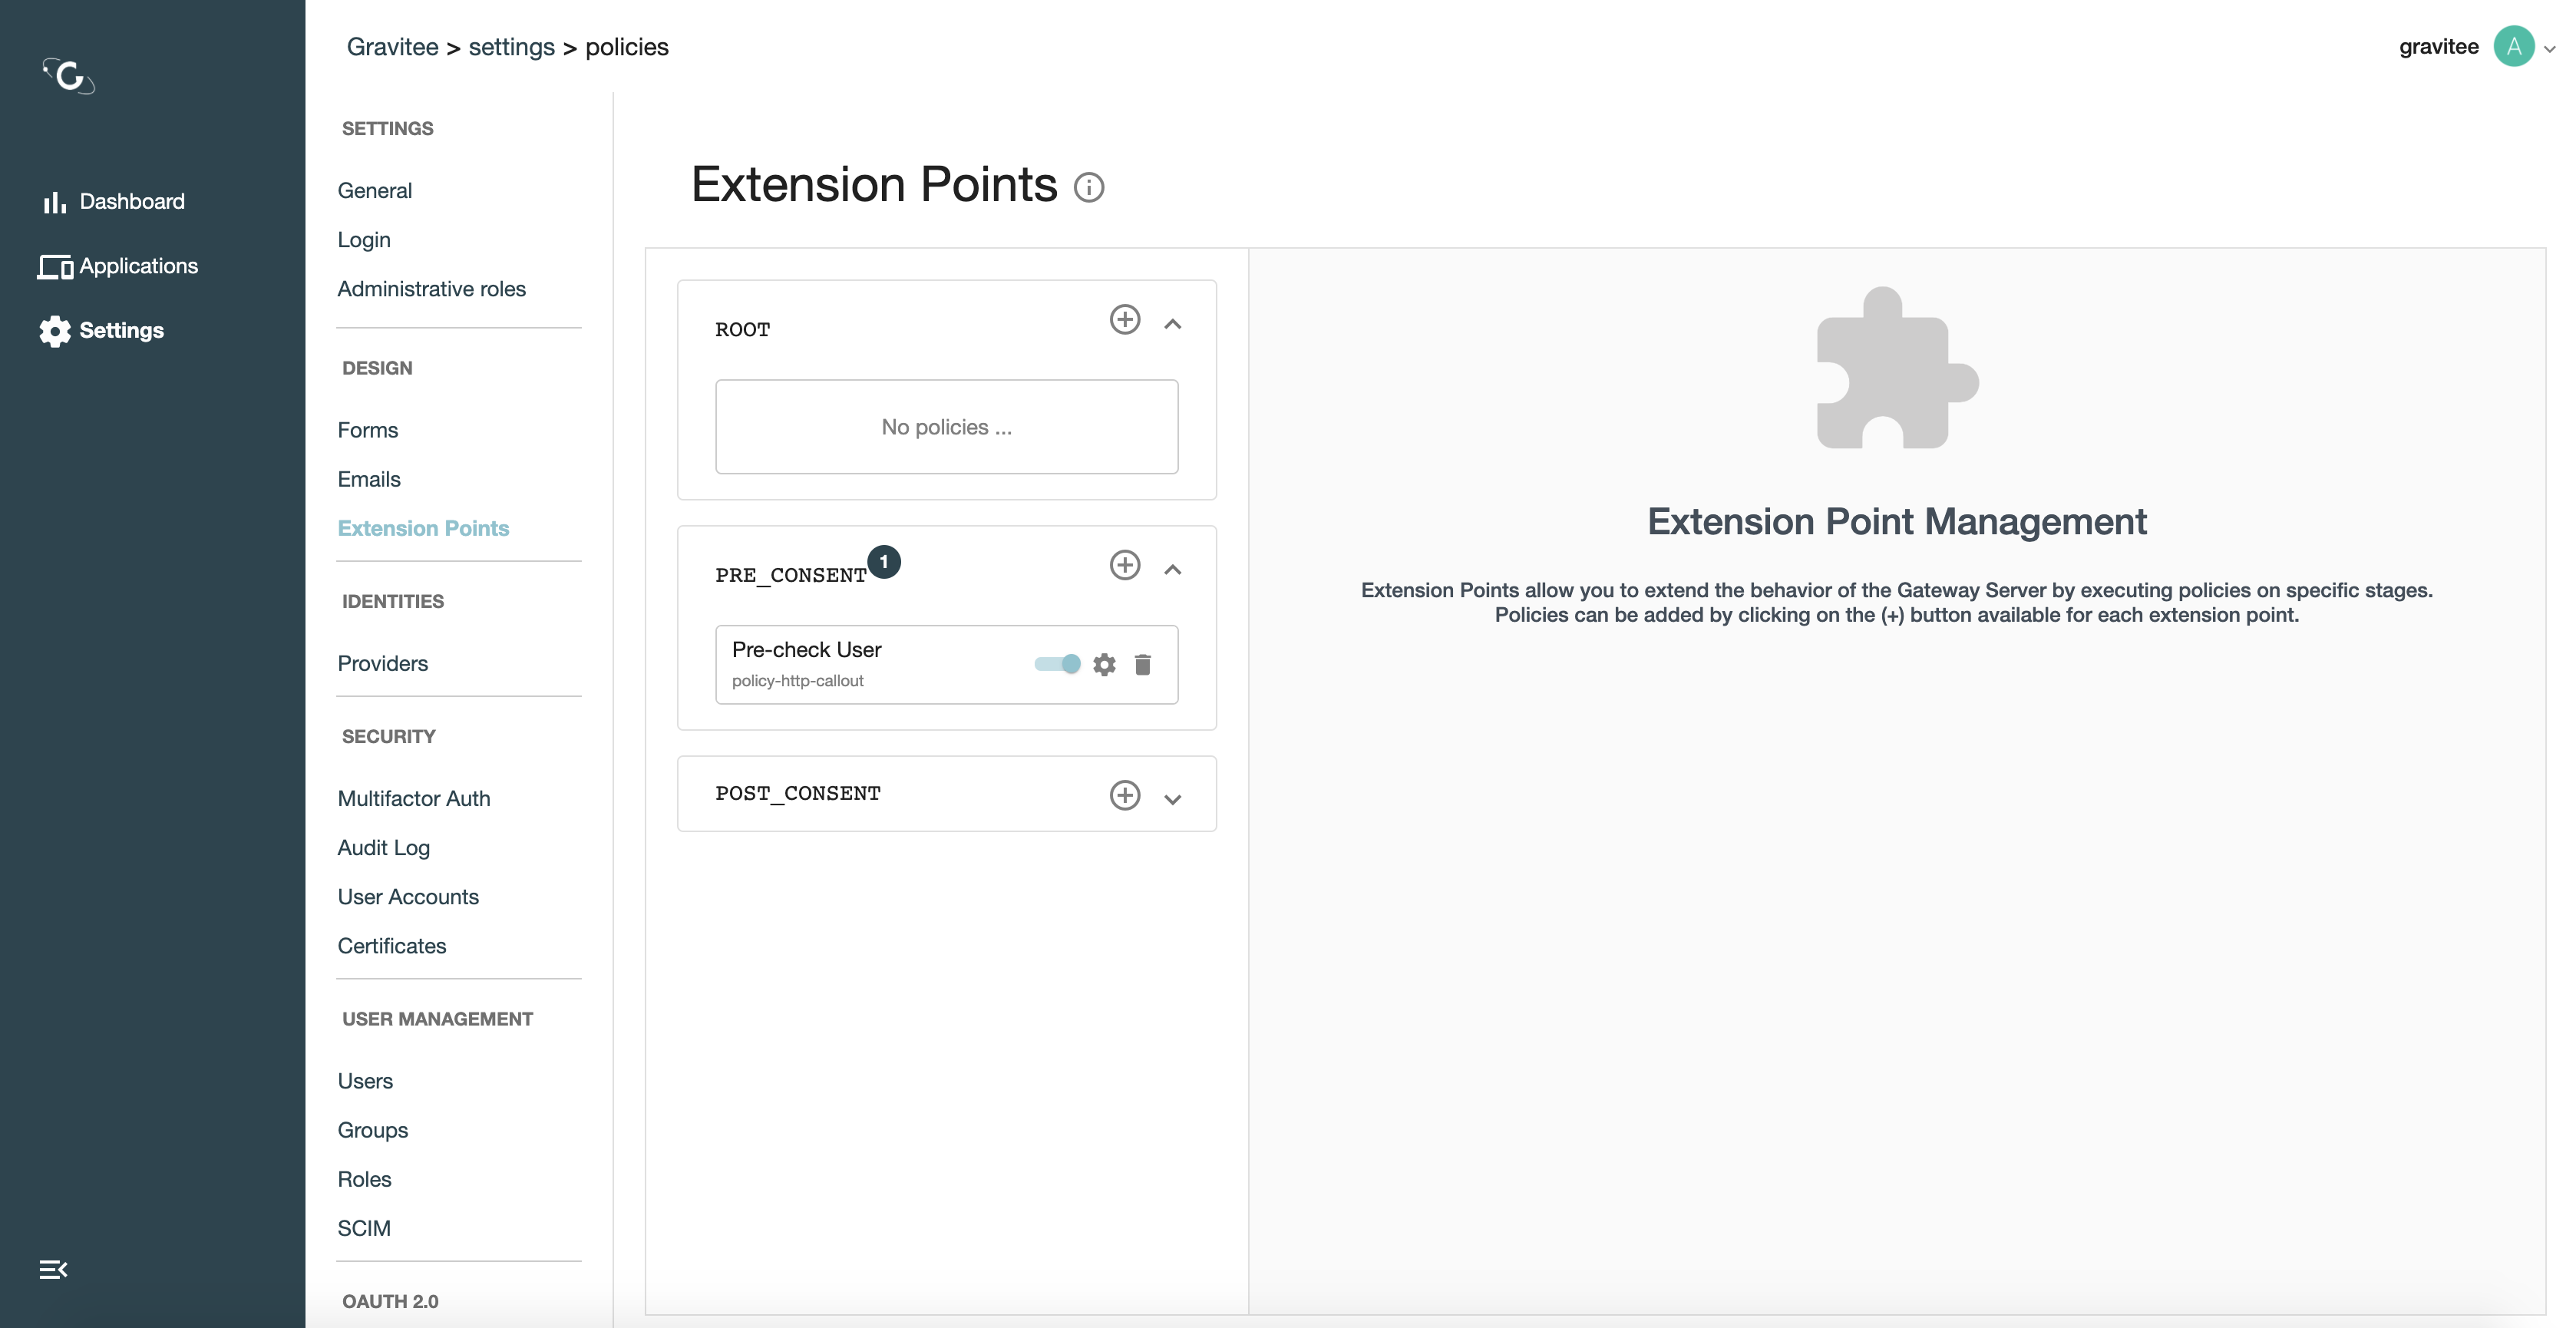 Gravitee > settings > policies
gravitee
A
Dashboard
Applications
Settings
SETTINGS
General
Login
Administrative roles
DESIGN
Forms
Emails
Extension Points
IDENTITIES
Providers
SECURITY
Multifactor Auth
Audit Log
User Accounts
Certificates
USER MANAGEMENT
Users
Groups
Roles
SCIM
OAUTH 2.0
Extension Points
ROOT
No policies ...
PRE_CONSENT
1
Pre-check User
policy-http-callout
POST_CONSENT
Extension Point Management
Extension Points allow you to extend the behavior of the Gateway Server by executing policies on specific stages.
Policies can be added by clicking on the (+) button available for each extension point.